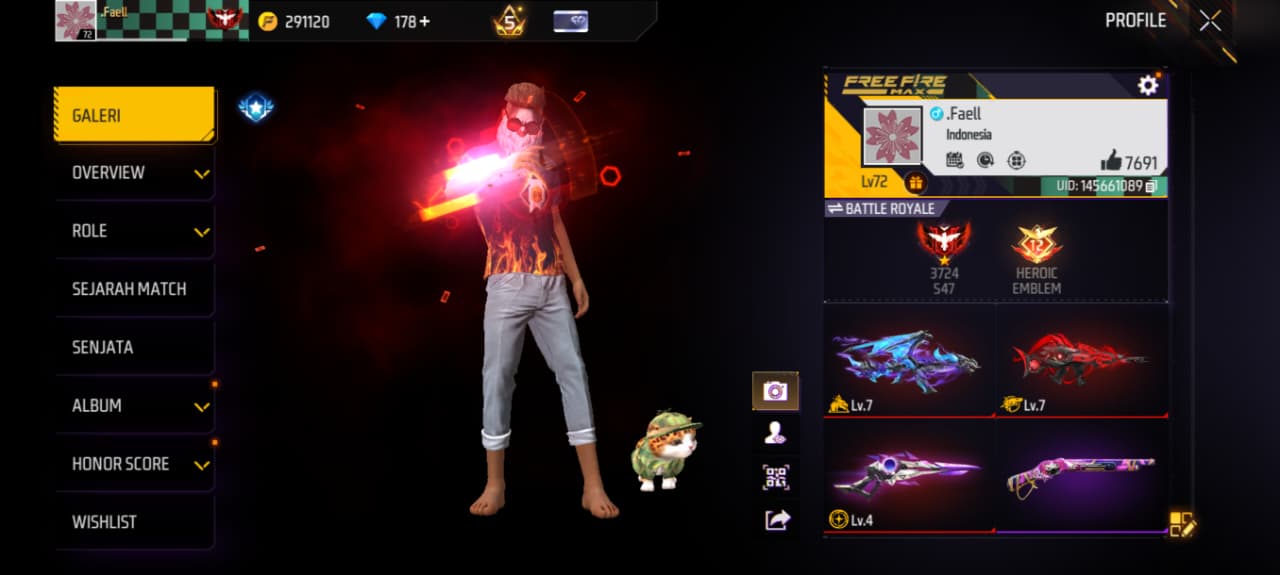 .Faell
72
291120
178+
5
PROFILE
GALERI
OVERVIEW
ROLE
SEJARAH MATCH
SENJATA
ALBUM
HONOR SCORE
WISHLIST
FREE FIRE
MAX
.Faell
Indonesia
7691
Lv72
UID: 145661089
BATTLE ROYALE
12
3724
S47
HEROIC
EMBLEM
Lv.7
Lv.7
Lv.4